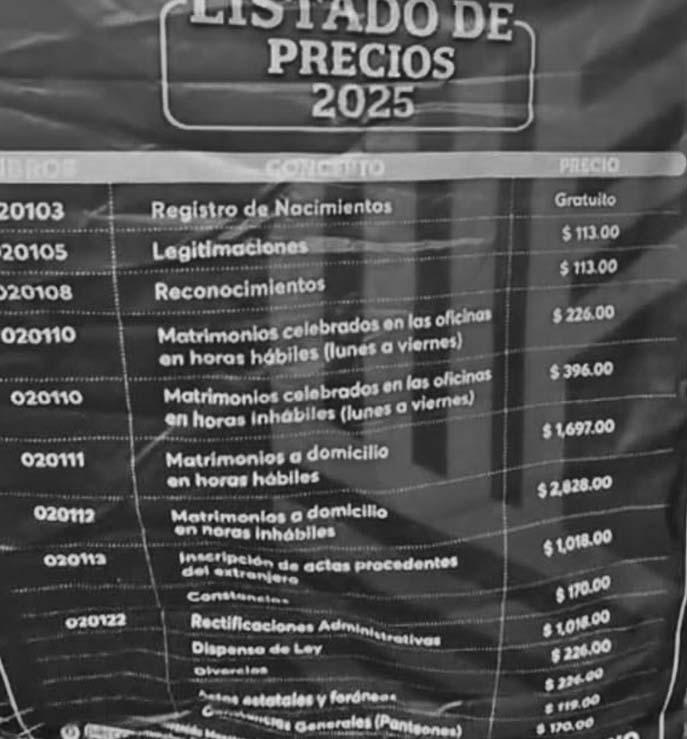 LISTADO DE
PRECIOS
2025
CONCEPTO PRECIO
20103 Registro de Nacimientos Gratuito
20105 Legitimaciones $ 113.00
020108 Reconocimientos $ 113.00
020110 Matrimonios celebrados en las oficinas $ 226.00
en horas hábiles (lunes a viernes)
020110 Matrimonios celebrados en las oficinas $ 396.00
en horas inhábiles (lunes a viernes)
020111 Matrimonios a domicilio $ 1,697.00
en horas hábiles
020112 Matrimonios a domicilio $ 2,828.00
en horas inhábiles
020113 Inscripción de actas procedentes $ 1,018.00
del extranjero
Constancias $ 170.00
020122 Rectificaciones Administrativas $ 1,018.00
Dispensa de Ley $ 226.00
Divorcios $ 226.00
estatales y foráneas $ 119.00
Generales (Panteones) $ 170.00